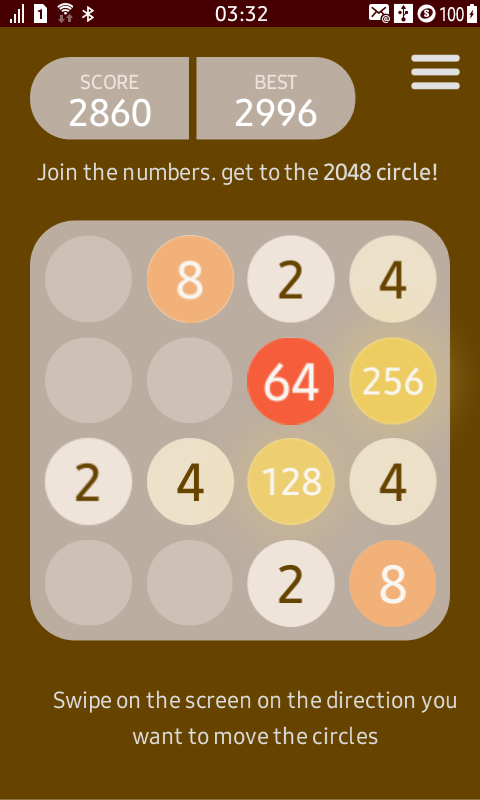 1 03:32 @ S 100
SCORE BEST
2860 2996
Join the numbers. get to the 2048 circle!
8 2 4
64 256
2 4 128 4
2 8
Swipe on the screen on the direction you
want to move the circles